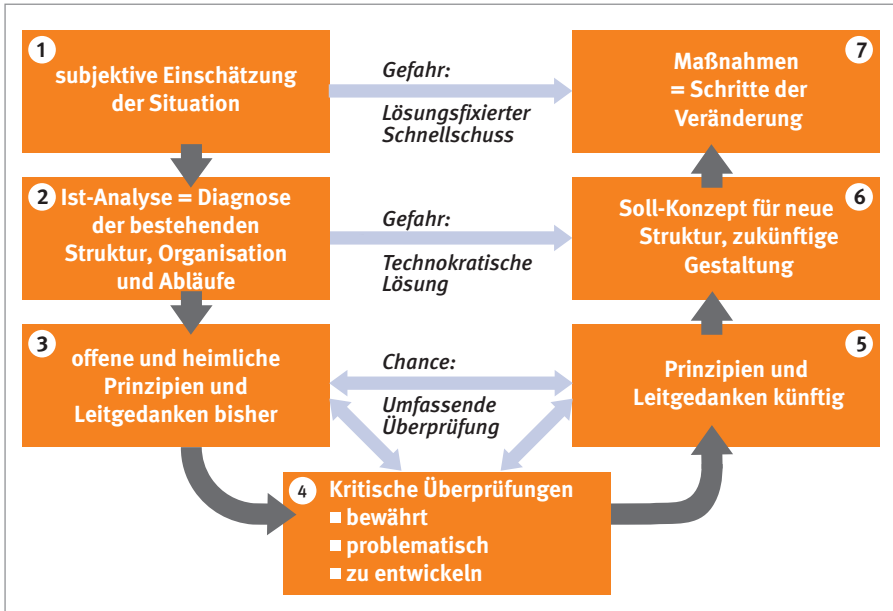 1
subjektive Einschätzung
der Situation
Gefahr:
Lösungsfixierter
Schnellschuss
7
Maßnahmen
= Schritte der
Veränderung
2
Ist-Analyse = Diagnose
der bestehenden
Struktur, Organisation
und Abläufe
Gefahr:
Technokratische
Lösung
6
Soll-Konzept für neue
Struktur, zukünftige
Gestaltung
3
offene und heimliche
Prinzipien und
Leitgedanken bisher
Chance:
Umfassende
Überprüfung
5
Prinzipien und
Leitgedanken künftig
4
Kritische Überprüfungen
bewährt
problematisch
zu entwickeln